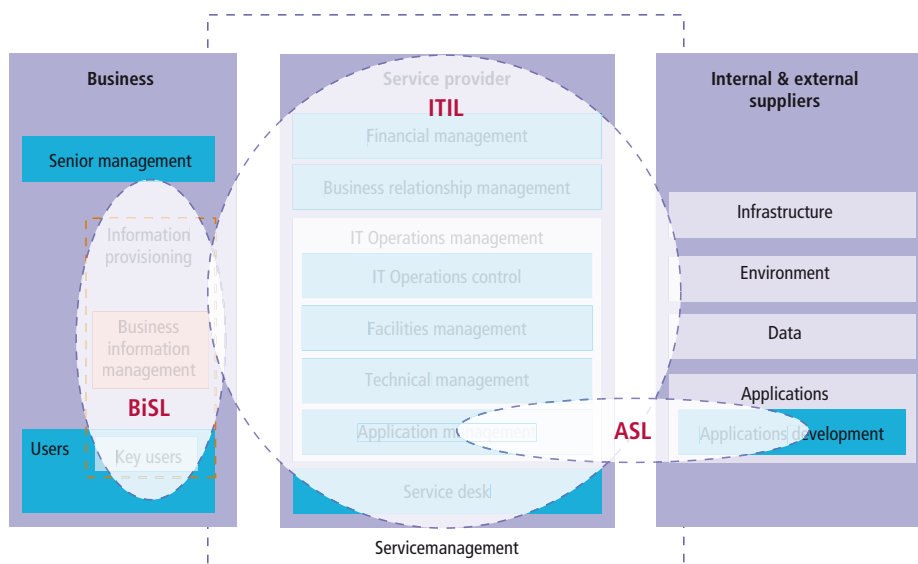 Business
Senior management
Information
provisioning
Business
information
management
BiSL
Users
Key users
Service provider
ITIL
Financial management
Business relationship management
IT Operations management
IT Operations control
Facilities management
Technical management
Application management
Service desk
Servicemanagement
ASL
Internal & external
suppliers
Infrastructure
Environment
Data
Applications
Applications development